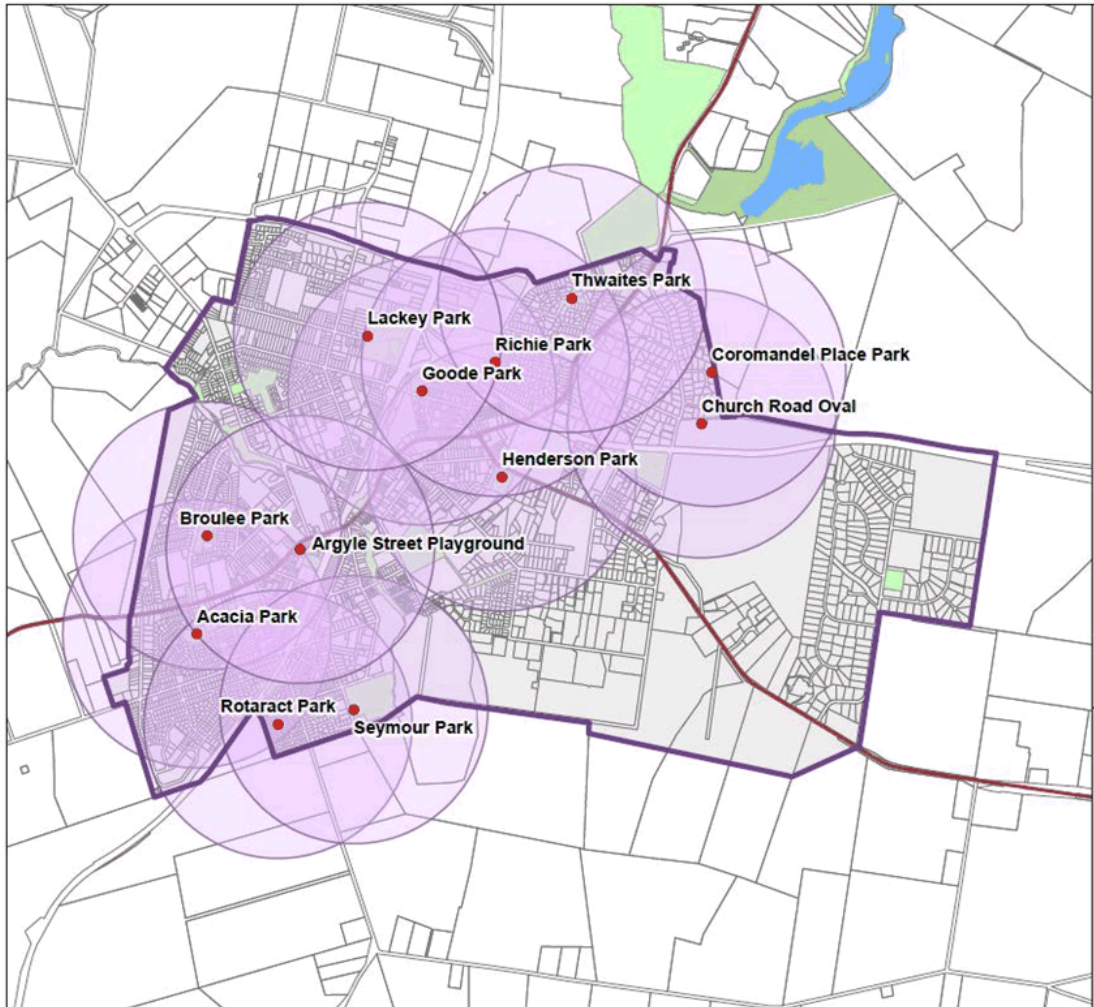 Thwaites Park
Lackey Park
Richie Park
Coromandel Place Park
Goode Park
Church Road Oval
Henderson Park
Broulee Park
Argyle Street Playground
Acacia Park
Rotaract Park
Seymour Park